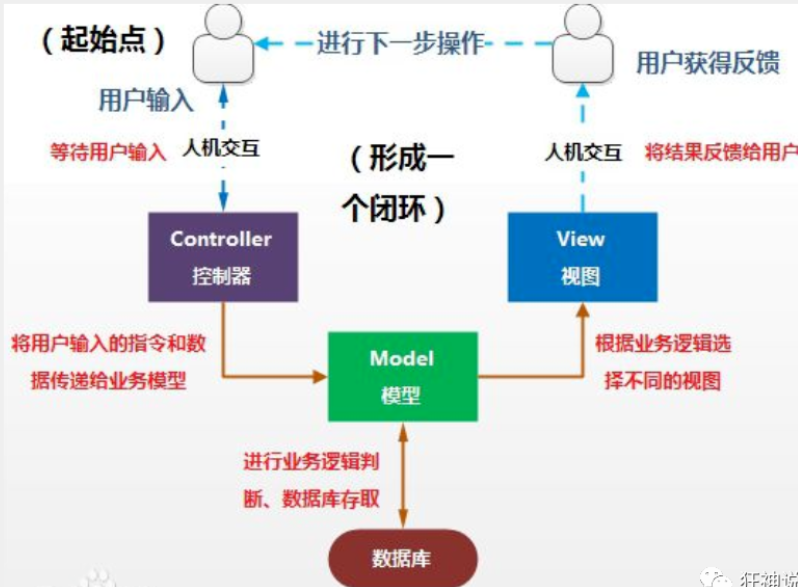 （起始点）
进行下一步操作
用户获得反馈
用户输入
等待用户输入
人机交互
（形成一
个闭环）
人机交互
将结果反馈给用户
Controller
控制器
View
视图
将用户输入的指令和数
据传递给业务模型
Model
模型
根据业务逻辑选
择不同的视图
进行业务逻辑判
断、数据库存取
数据库
狂神说